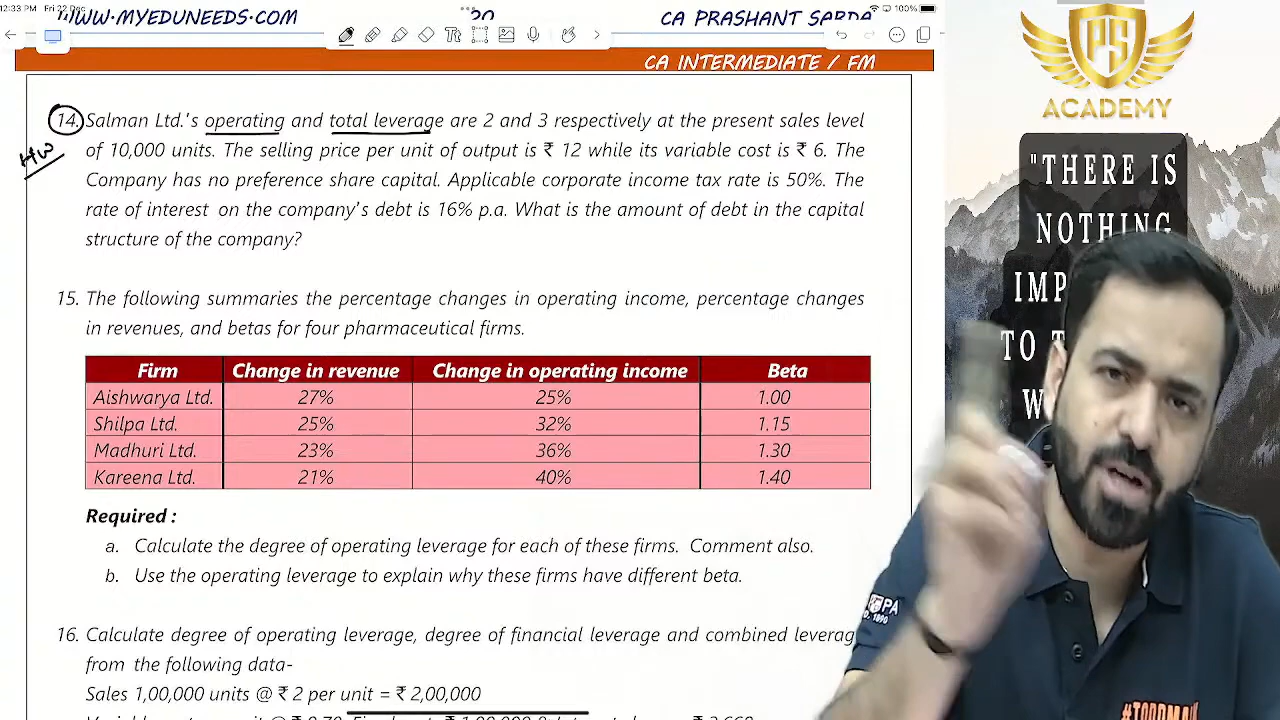 12:33 PM Fri 22 Dec
100%
WWW.MYEDUNEEDS.COM
CA PRASHANT SARDA
CA INTERMEDIATE / FM
14. Salman Ltd.'s operating and total are 2 and 3 respectively at the present sales level
HW
of 10,000 units. The selling price per unit of output is ₹ 12 while its variable cost is ₹ 6. The
Company has no preference share capital. Applicable corporate income tax rate is 50%. The
rate of interest on the company's debt is 16% p.a. What is the amount of debt in the capital
structure of the company?
15. The following summaries the percentage changes in operating income, percentage changes
in revenues, and betas for four pharmaceutical firms.
Firm Change in revenue Change in operating income Beta
Aishwarya Ltd. 27% 25% 1.00
Shilpa Ltd. 25% 32% 1.15
Madhuri Ltd. 23% 36% 1.30
Kareena Ltd. 21% 40% 1.40
Required :
a. Calculate the degree of operating leverage for each of these firms. Comment also.
b. Use the operating leverage to explain why these firms have different beta.
16. Calculate degree of operating leverage, degree of financial leverage and combined leverag
from the following data-
Sales 1,00,000 units @ ₹ 2 per unit = ₹ 2,00,000
PS
ACADEMY
"THERE IS
NOTHING
IMP
TO T
W